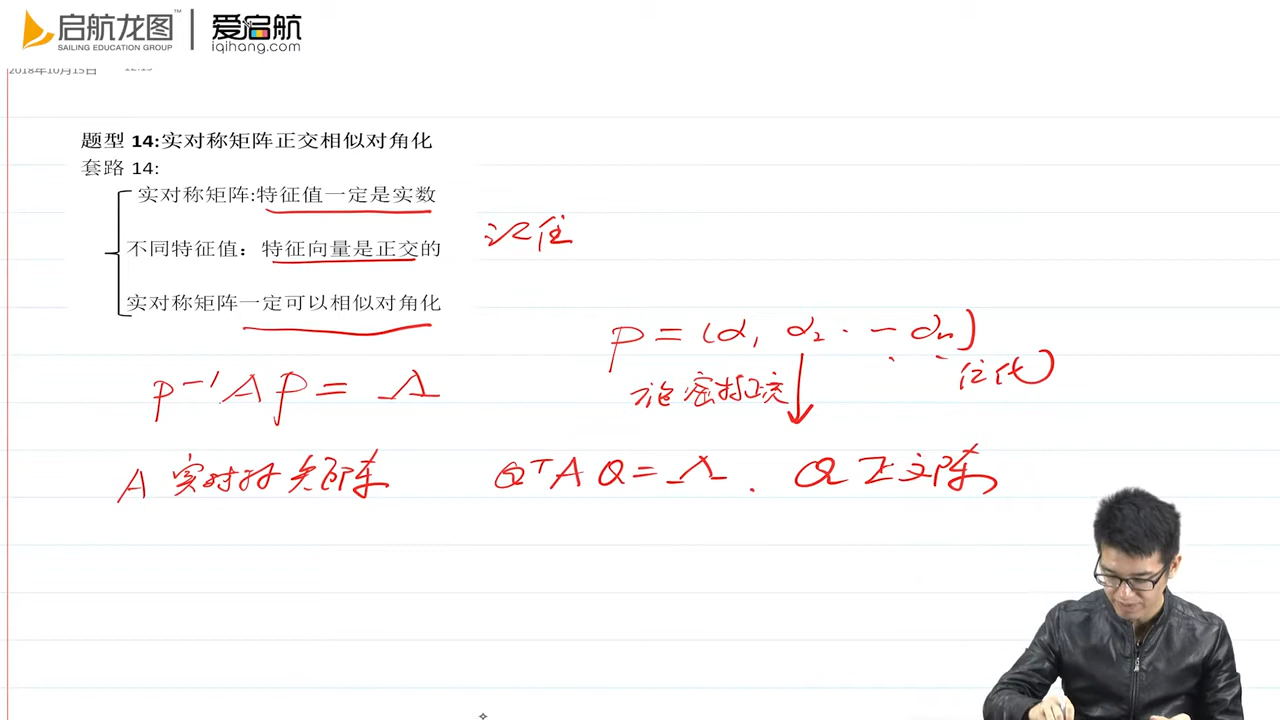 启航龙图™ | 爱启航
SAILING EDUCATION GROUP iqihang.com
2018年10月15日
题型 14:实对称矩阵正交相似对角化
套路 14:
实对称矩阵:特征值一定是实数
记住
不同特征值：特征向量是正交的
实对称矩阵一定可以相似对角化
P = (α₁ α₂ · — αn)
P⁻¹AP = Λ
施密特正交
位化)
A 实对称矩阵 QᵀAQ = Λ. Q 正交阵